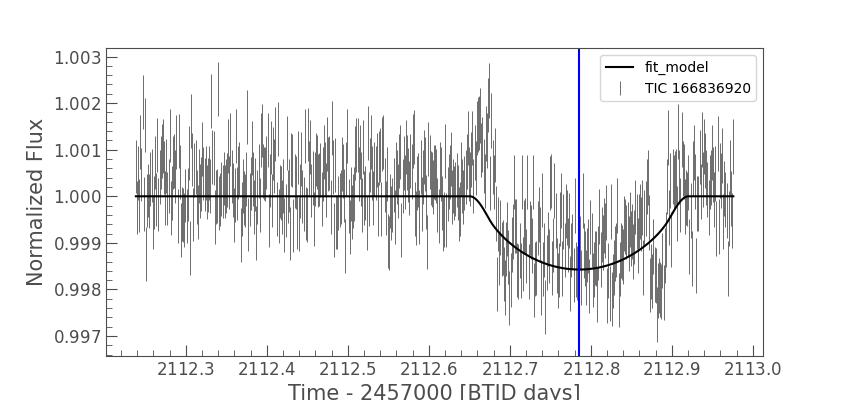 1.003
1.002
1.001
1.000
0.999
0.998
0.997
Normalized Flux
fit_model
TIC 166836920
2112.3 2112.4 2112.5 2112.6 2112.7 2112.8 2112.9 2113.0
Time - 2457000 [BTJD days]